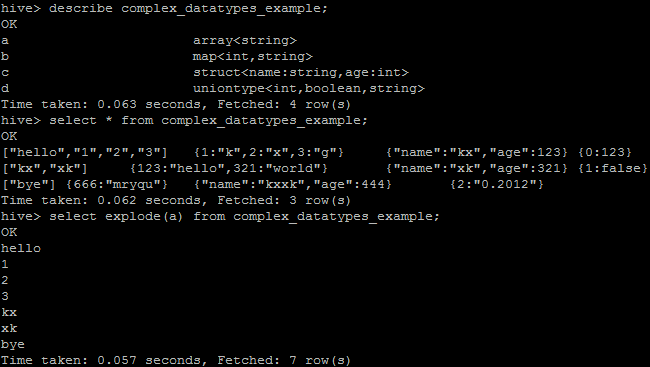 hive> describe complex_datatypes_example;
OK
a                       array<string>
b                       map<int,string>
c                       struct<name:string,age:int>
d                       uniontype<int,boolean,string>
Time taken: 0.063 seconds, Fetched: 4 row(s)
hive> select * from complex_datatypes_example;
OK
["hello","1","2","3"]   {1:"k",2:"x",3:"g"}     {"name":"kx","age":123} {0:123}
["kx","xk"]     {123:"hello",321:"world"}       {"name":"xk","age":321} {1:false}
["bye"] {666:"mryqu"}   {"name":"kxxk","age":444}       {2:"0.2012"}
Time taken: 0.062 seconds, Fetched: 3 row(s)
hive> select explode(a) from complex_datatypes_example;
OK
hello
1
2
3
kx
xk
bye
Time taken: 0.057 seconds, Fetched: 7 row(s)